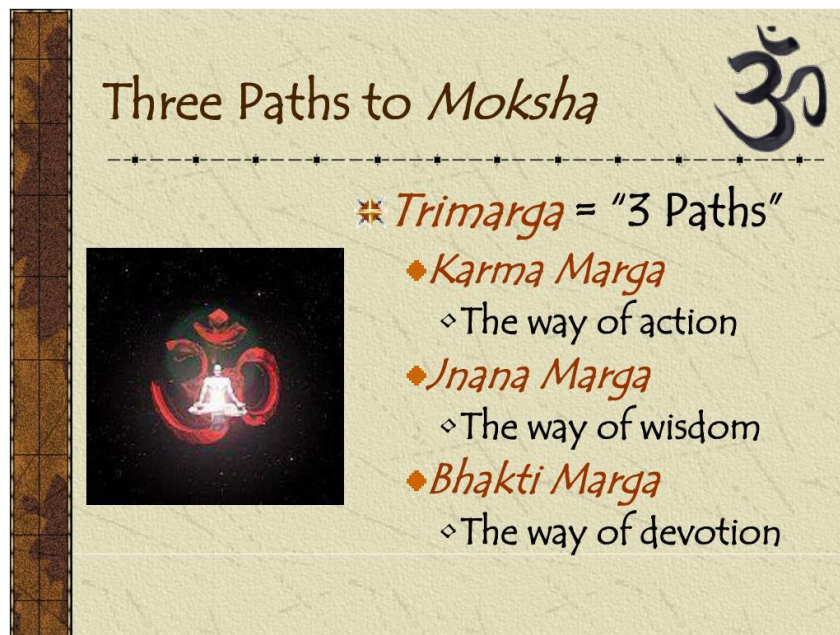 ॐ
Three Paths to Moksha
Trimarga = "3 Paths"
Karma Marga
The way of action
Jnana Marga
The way of wisdom
ॐ
Bhakti Marga
The way of devotion